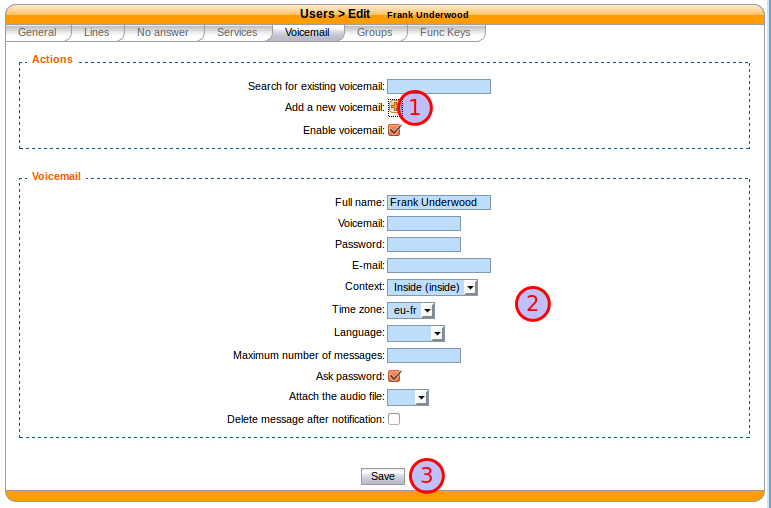 Users > Edit Frank Underwood
General Lines No answer Services Voicemail Groups Func Keys
Actions
Search for existing voicemail:
Add a new voicemail: 1
Enable voicemail:
Voicemail
Full name: Frank Underwood
Voicemail:
Password:
E-mail:
Context: Inside (inside)
2
Time zone: eu-fr
Language:
Maximum number of messages:
Ask password:
Attach the audio file:
Delete message after notification:
Save 3